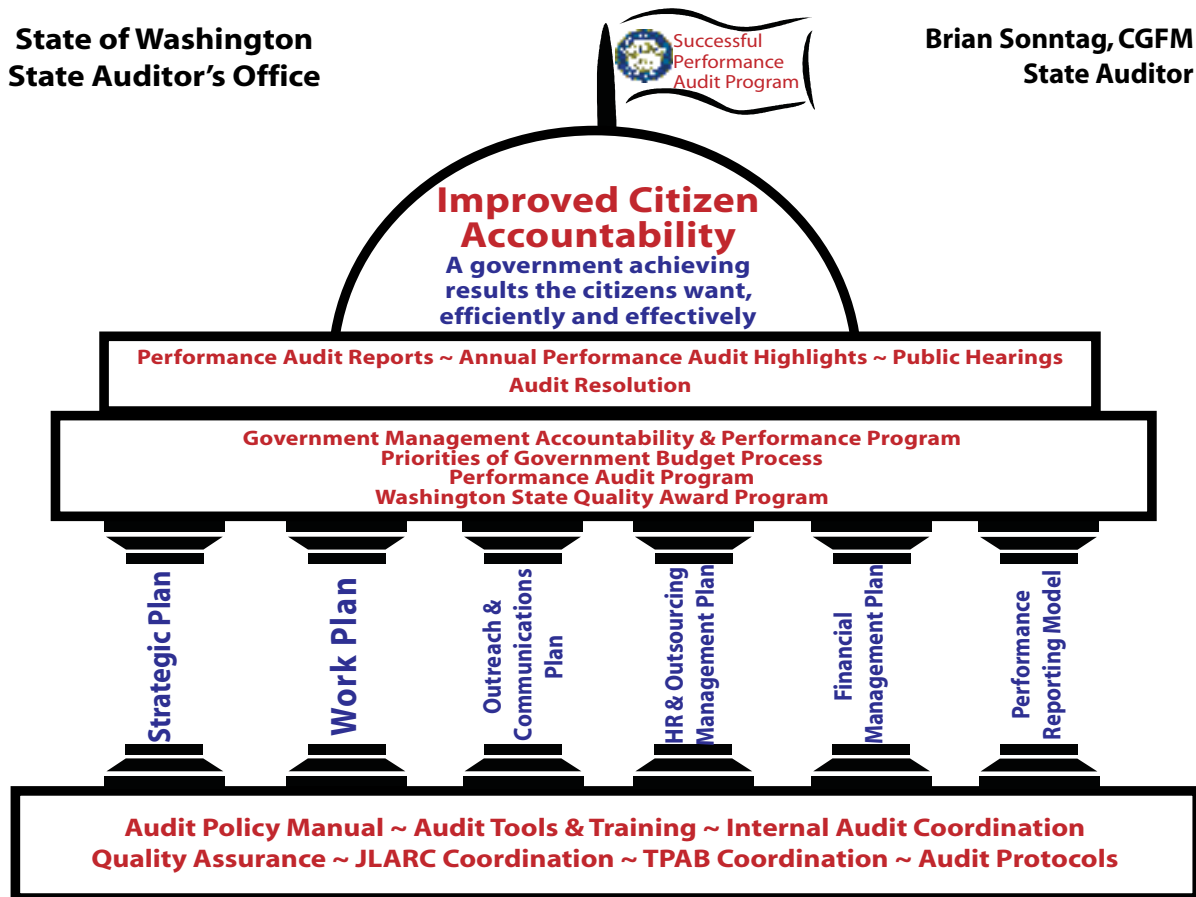 State of Washington
State Auditor's Office
Brian Sonntag, CGFM
State Auditor
Successful
Performance
Audit Program
Improved Citizen
Accountability
A government achieving
results the citizens want,
efficiently and effectively
Performance Audit Reports ~ Annual Performance Audit Highlights ~ Public Hearings
Audit Resolution
Government Management Accountability & Performance Program
Priorities of Government Budget Process
Performance Audit Program
Washington State Quality Award Program
Strategic Plan
Work Plan
Outreach &
Communications
Plan
HR & Outsourcing
Management Plan
Financial
Management Plan
Performance
Reporting Model
Audit Policy Manual ~ Audit Tools & Training ~ Internal Audit Coordination
Quality Assurance ~ JLARC Coordination ~ TPAB Coordination ~ Audit Protocols